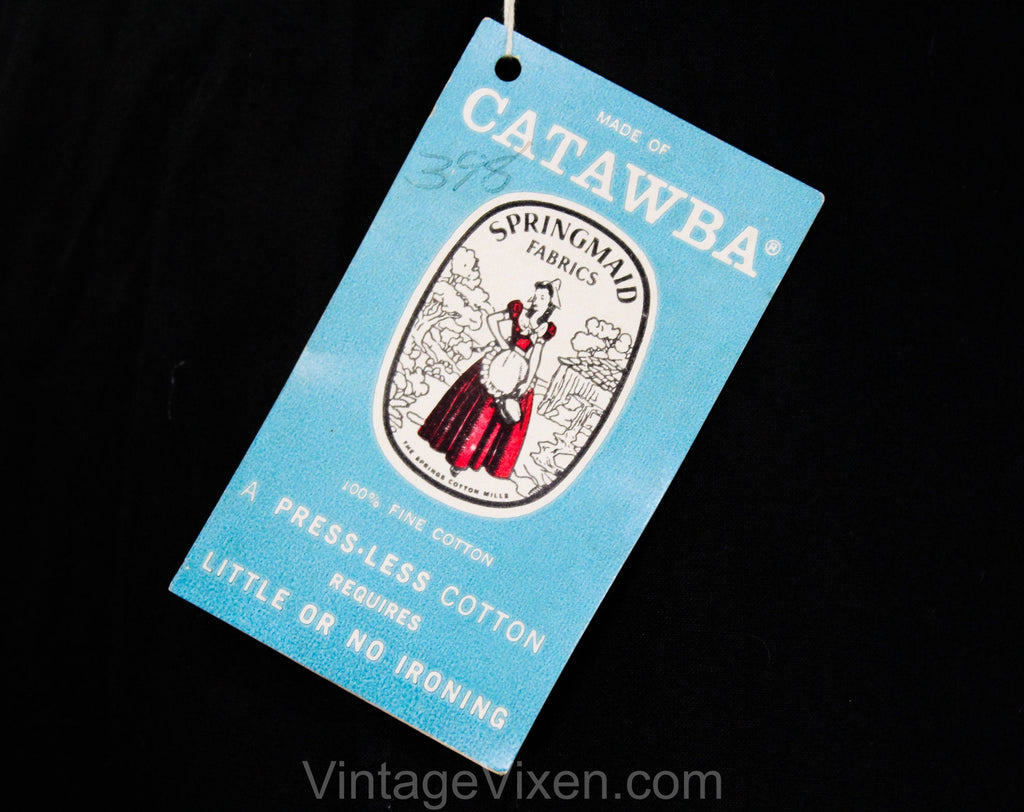 MADE OF
CATAWBA®
398
SPRINGMAID
FABRICS
THE SPRINGS COTTON MILLS
100% FINE COTTON
A PRESS-LESS COTTON
REQUIRES
LITTLE OR NO IRONING
VintageVixen.com